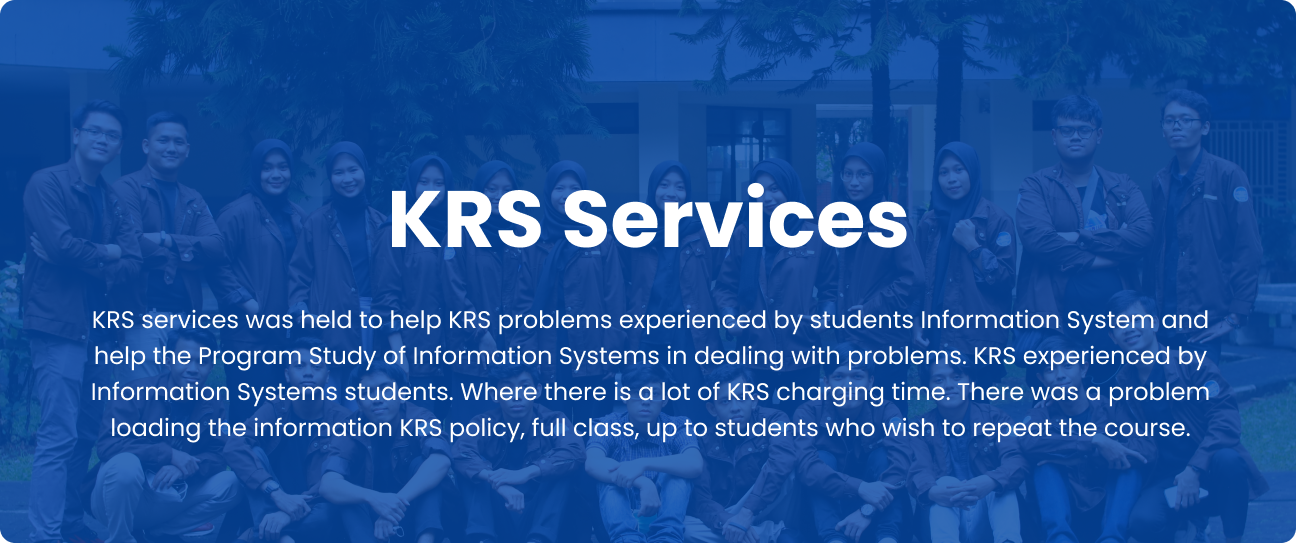 KRS Services
KRS services was held to help KRS problems experienced by students Information System and
help the Program Study of Information Systems in dealing with problems. KRS experienced by
Information Systems students. Where there is a lot of KRS charging time. There was a problem
loading the information KRS policy, full class, up to students who wish to repeat the course.